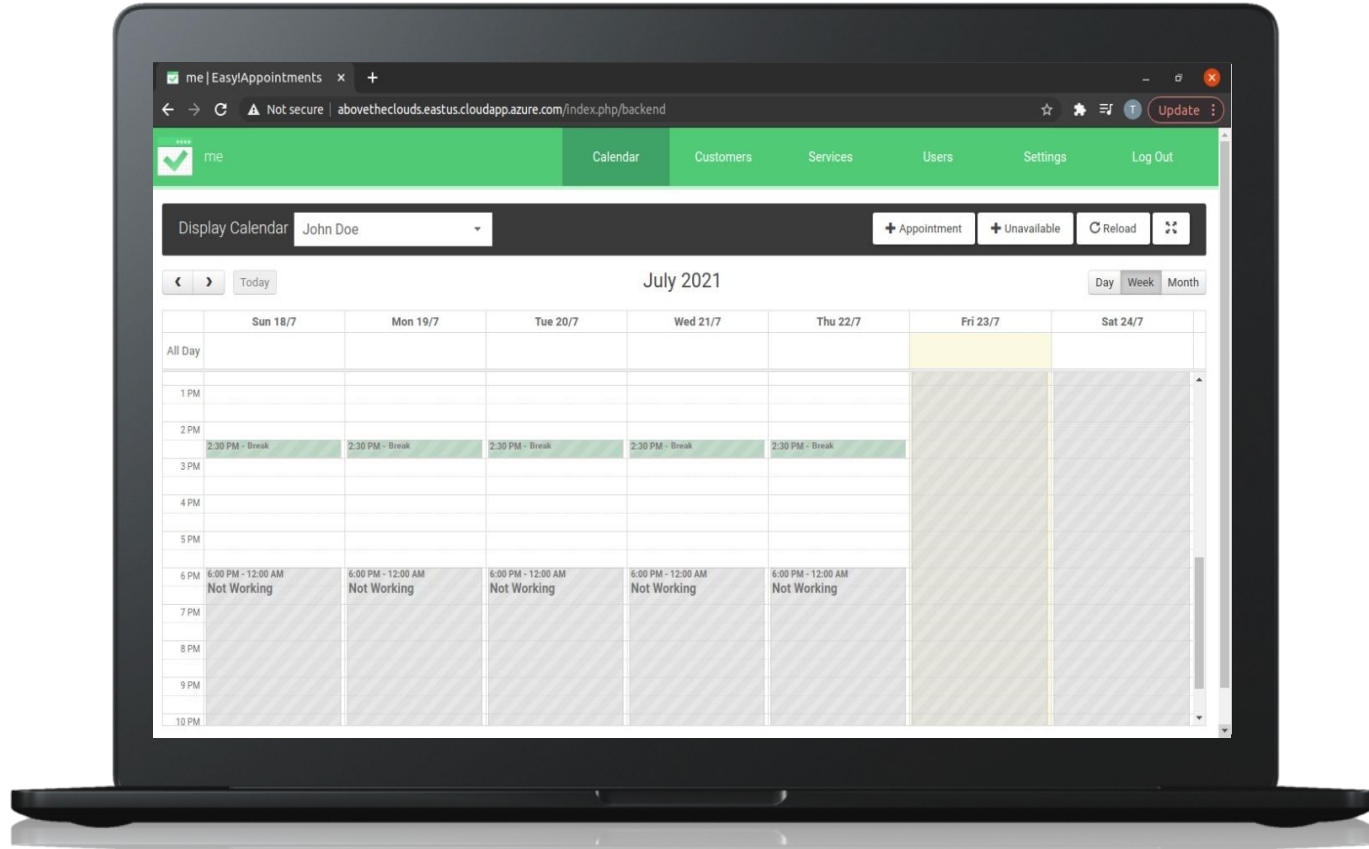 me | Easy!Appointments
Not secure | abovetheclouds.eastus.cloudapp.azure.com/index.php/backend T Update
me Calendar Customers Services Users Settings Log Out
Display Calendar John Doe + Appointment + Unavailable Reload
Today July 2021 Day Week Month
Sun 18/7 Mon 19/7 Tue 20/7 Wed 21/7 Thu 22/7 Fri 23/7 Sat 24/7
All Day
1 PM
2 PM
2:30 PM - Break 2:30 PM - Break 2:30 PM - Break 2:30 PM - Break 2:30 PM - Break
3 PM
4 PM
5 PM
6 PM 6:00 PM - 12:00 AM 6:00 PM - 12:00 AM 6:00 PM - 12:00 AM 6:00 PM - 12:00 AM 6:00 PM - 12:00 AM
Not Working Not Working Not Working Not Working Not Working
7 PM
8 PM
9 PM
10 PM